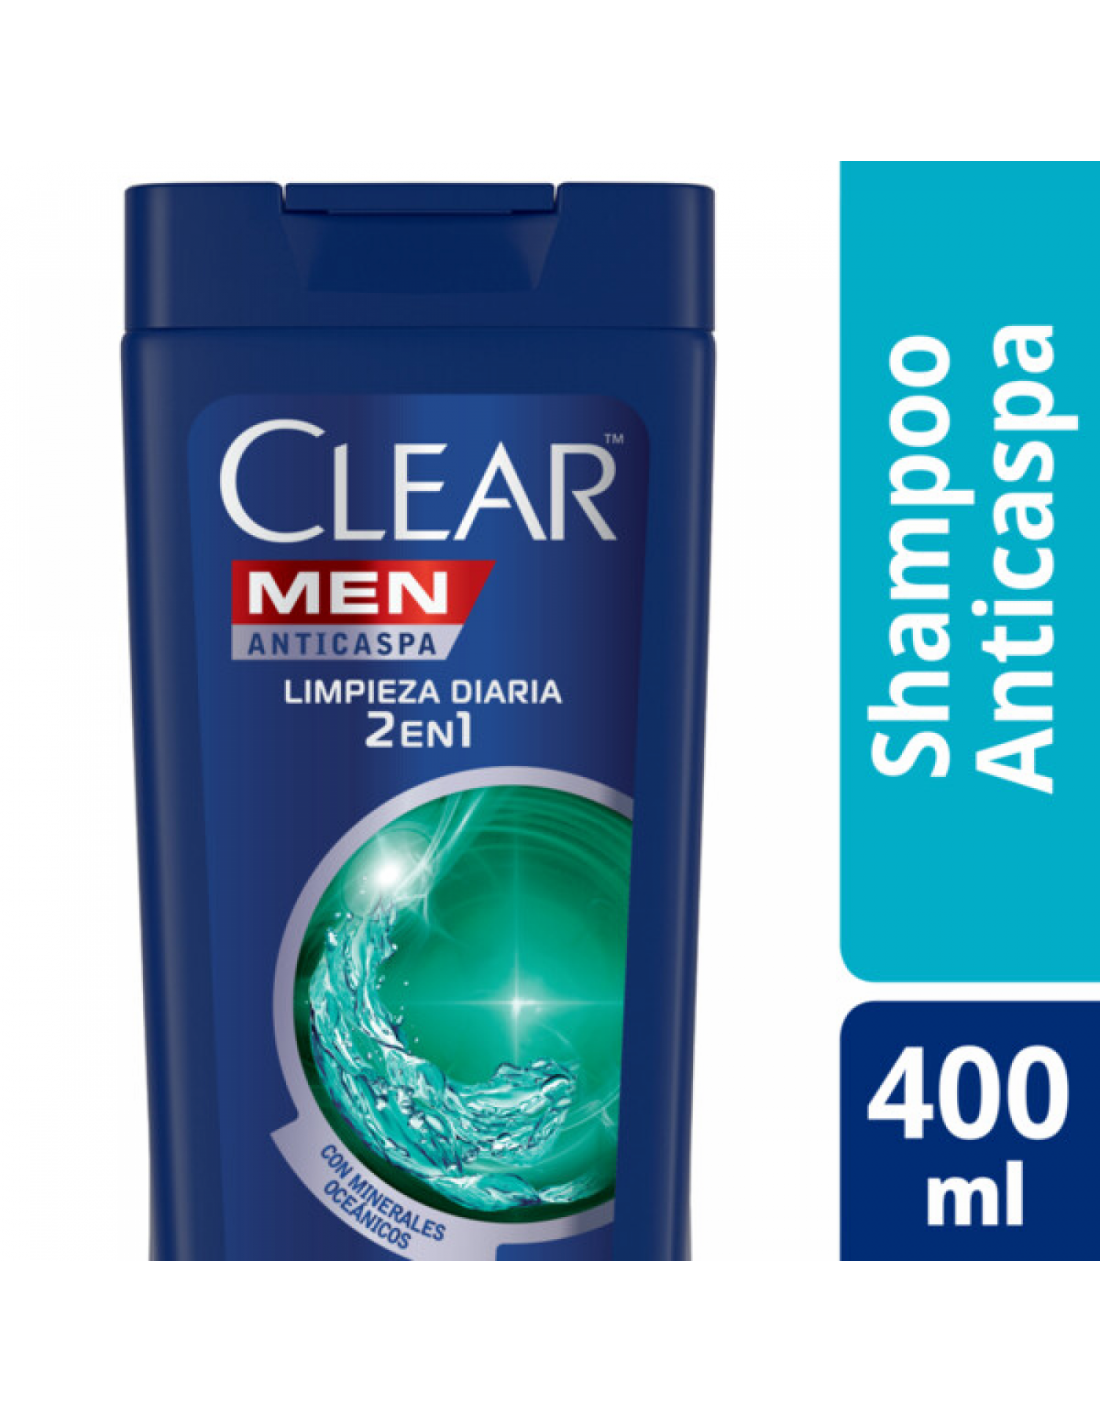 CLEAR™
MEN
ANTICASPA
LIMPIEZA DIARIA
2EN1
CON MINERALES
OCEÁNICOS
Shampoo
Anticaspa
400
ml